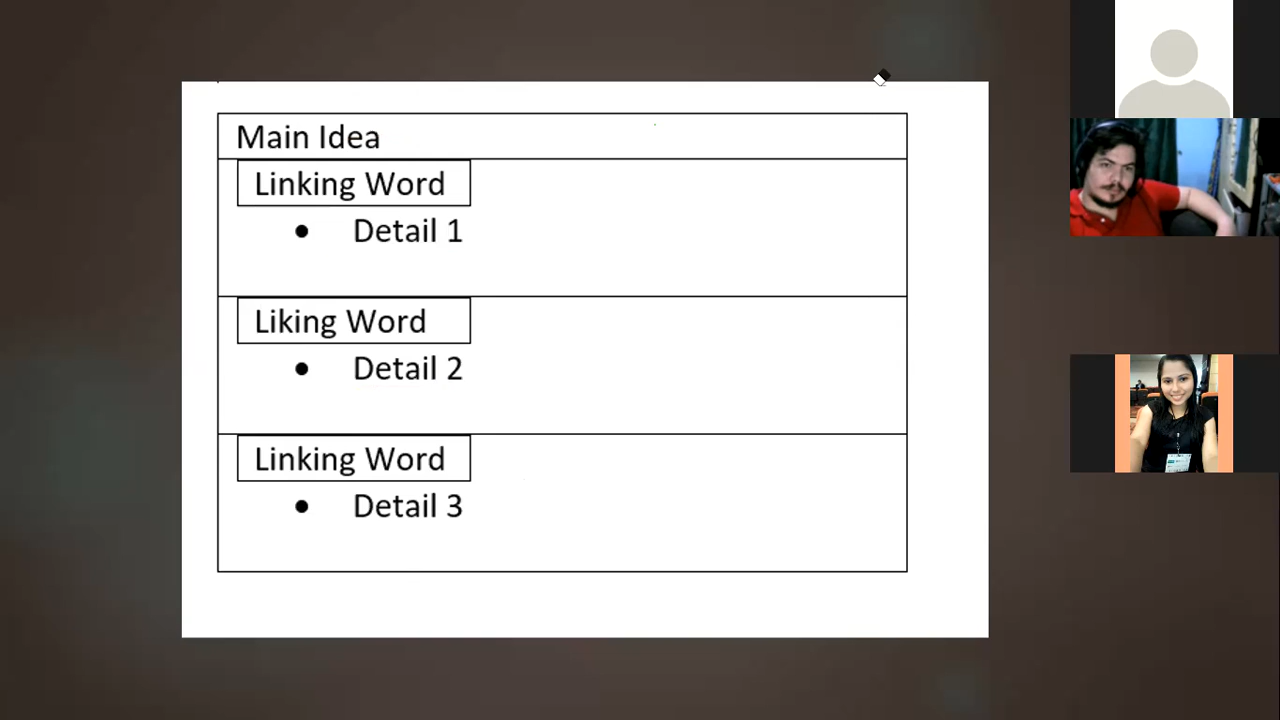 Main Idea
Linking Word
• Detail 1
Liking Word
• Detail 2
Linking Word
• Detail 3